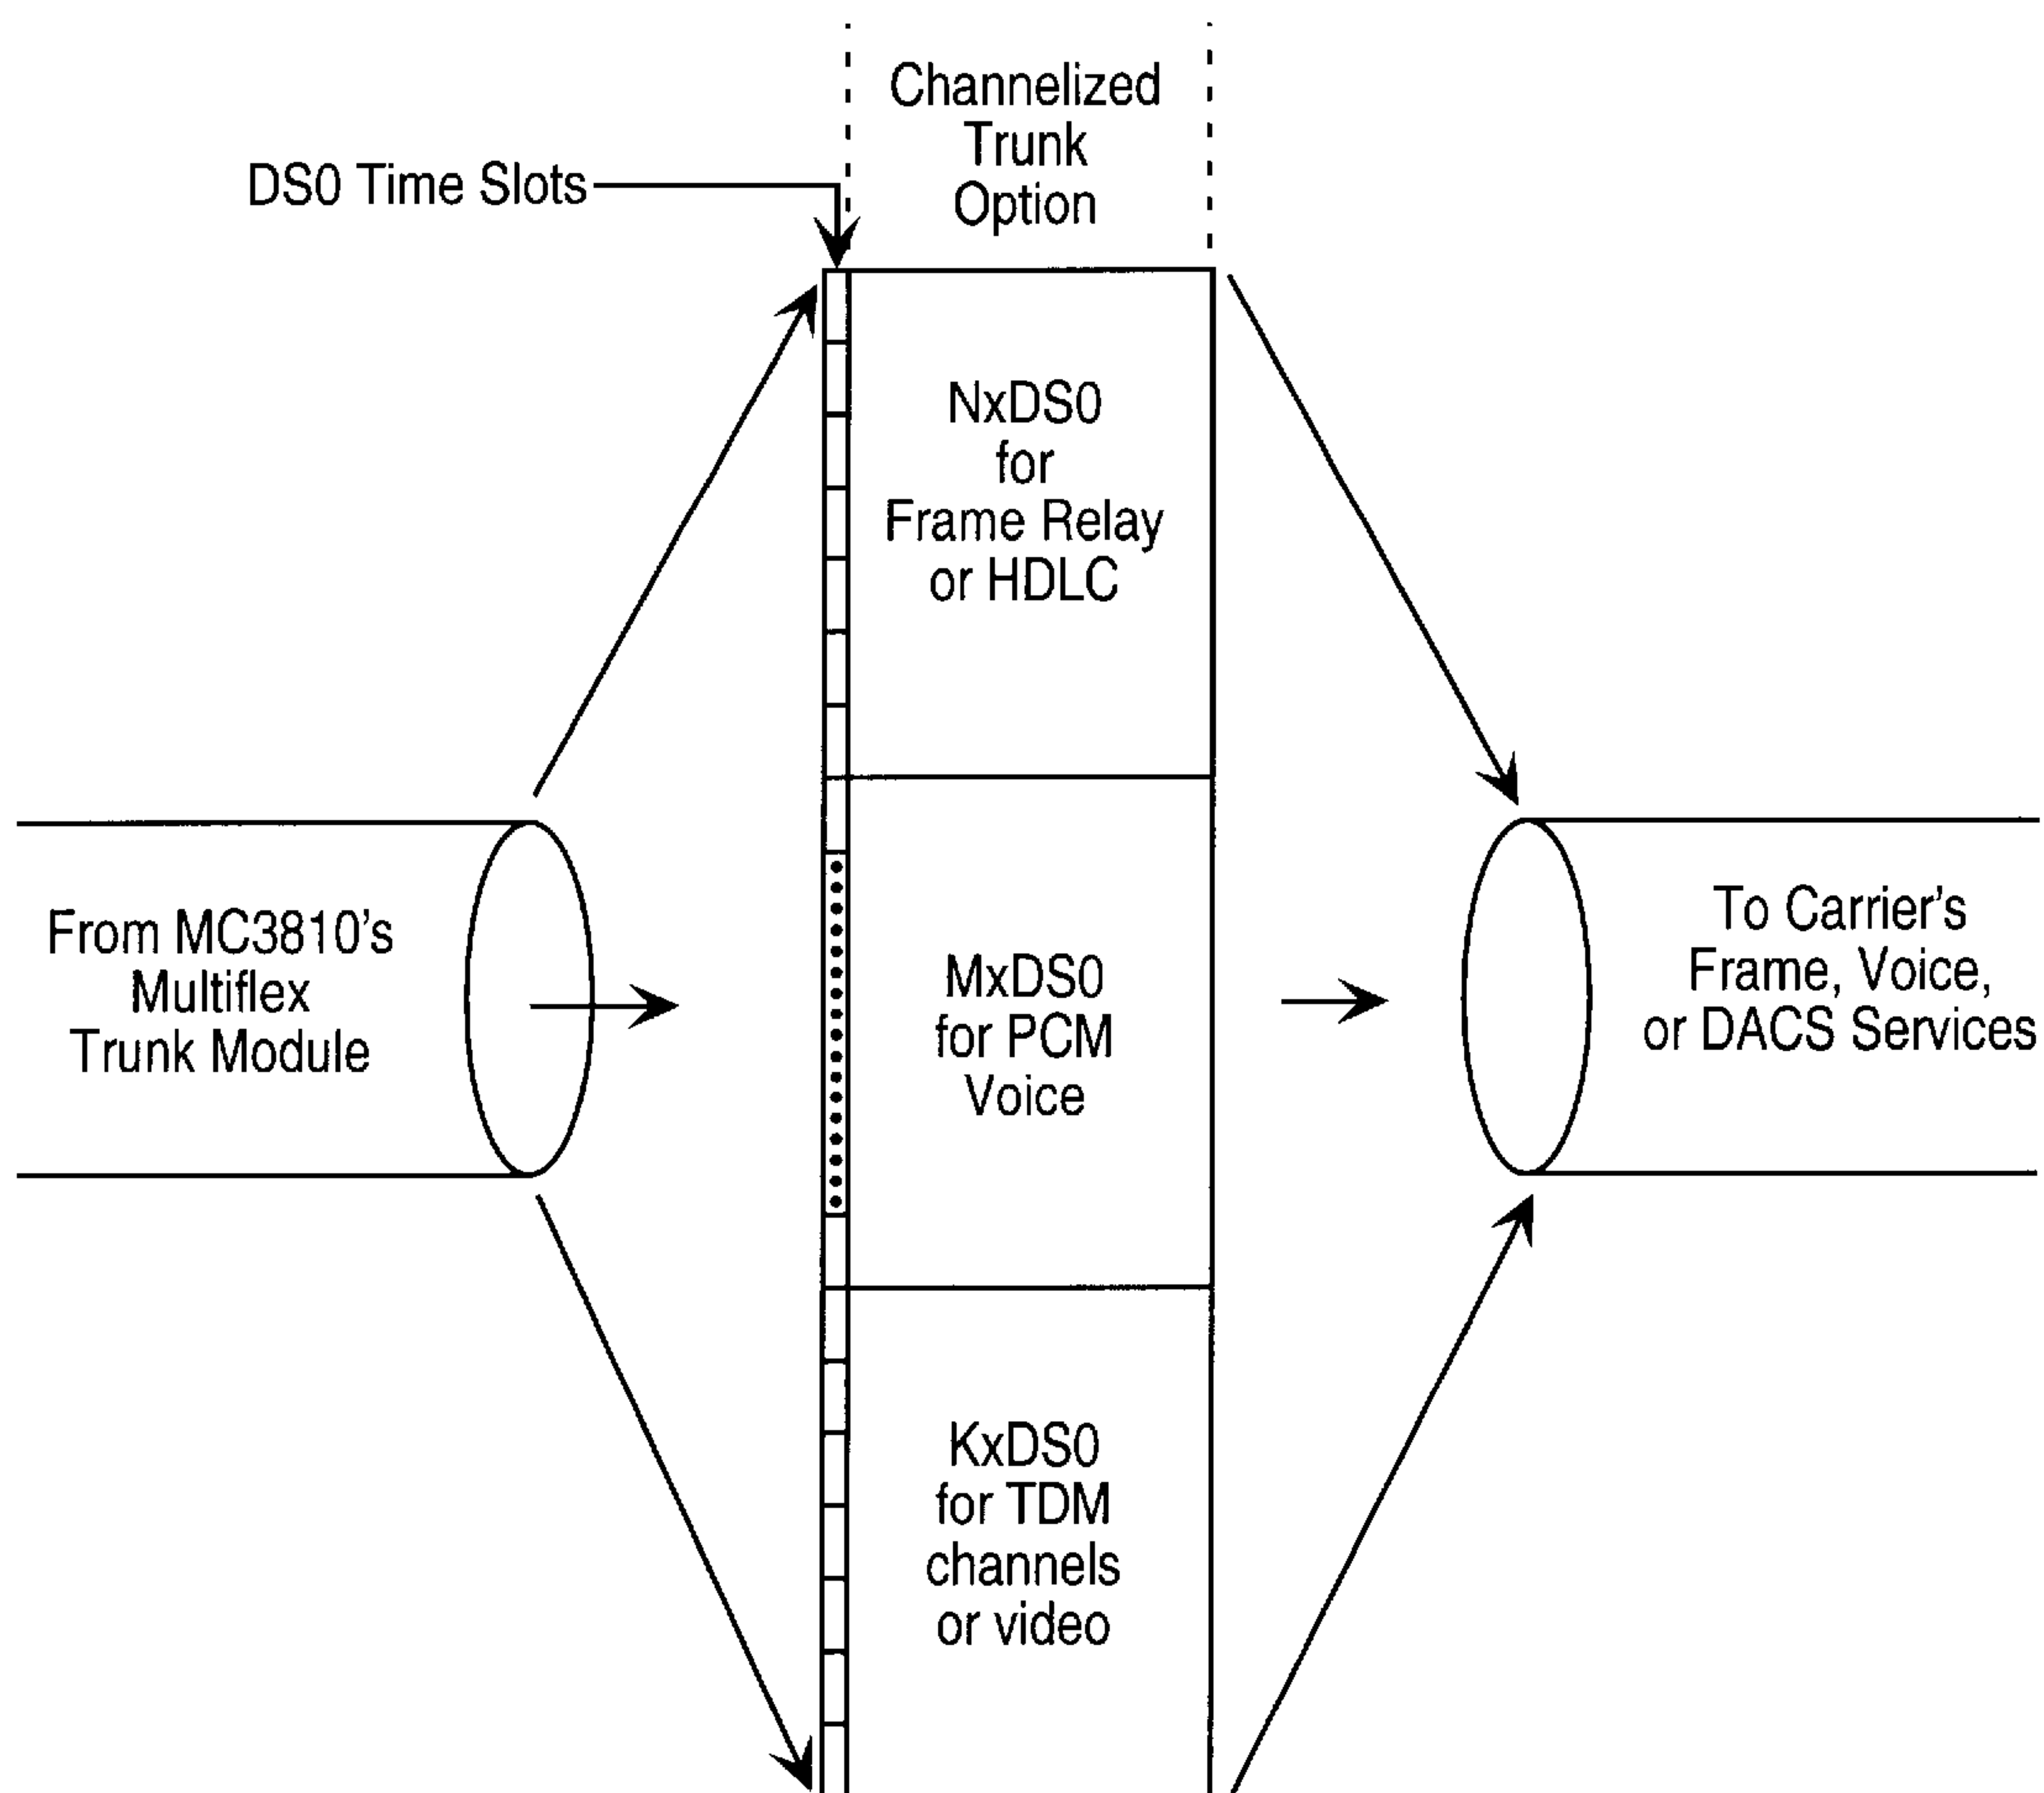 Channelized
Trunk
Option
DS0 Time Slots
NxDS0
for
Frame Relay
or HDLC
From MC3810's
Multiflex
Trunk Module
MxDS0
for PCM
Voice
To Carrier's
Frame, Voice,
or DACS Services
KxDS0
for TDM
channels
or video